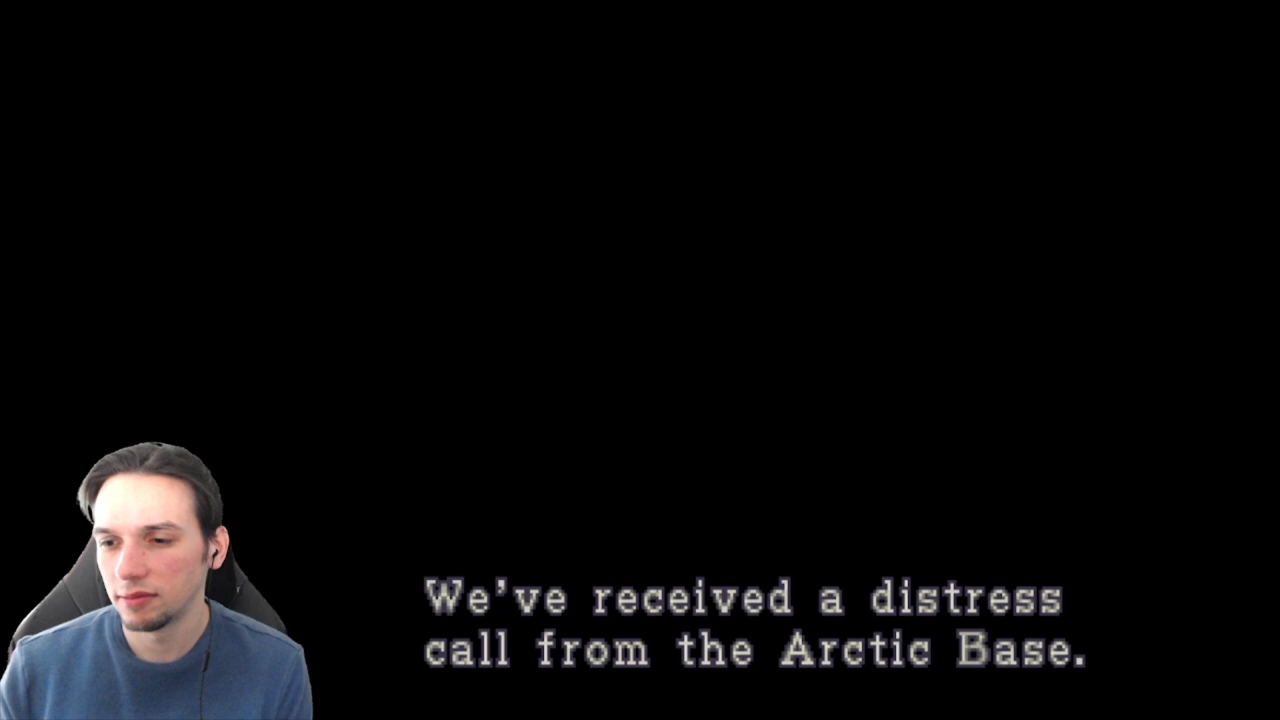 We've received a distress
call from the Arctic Base.